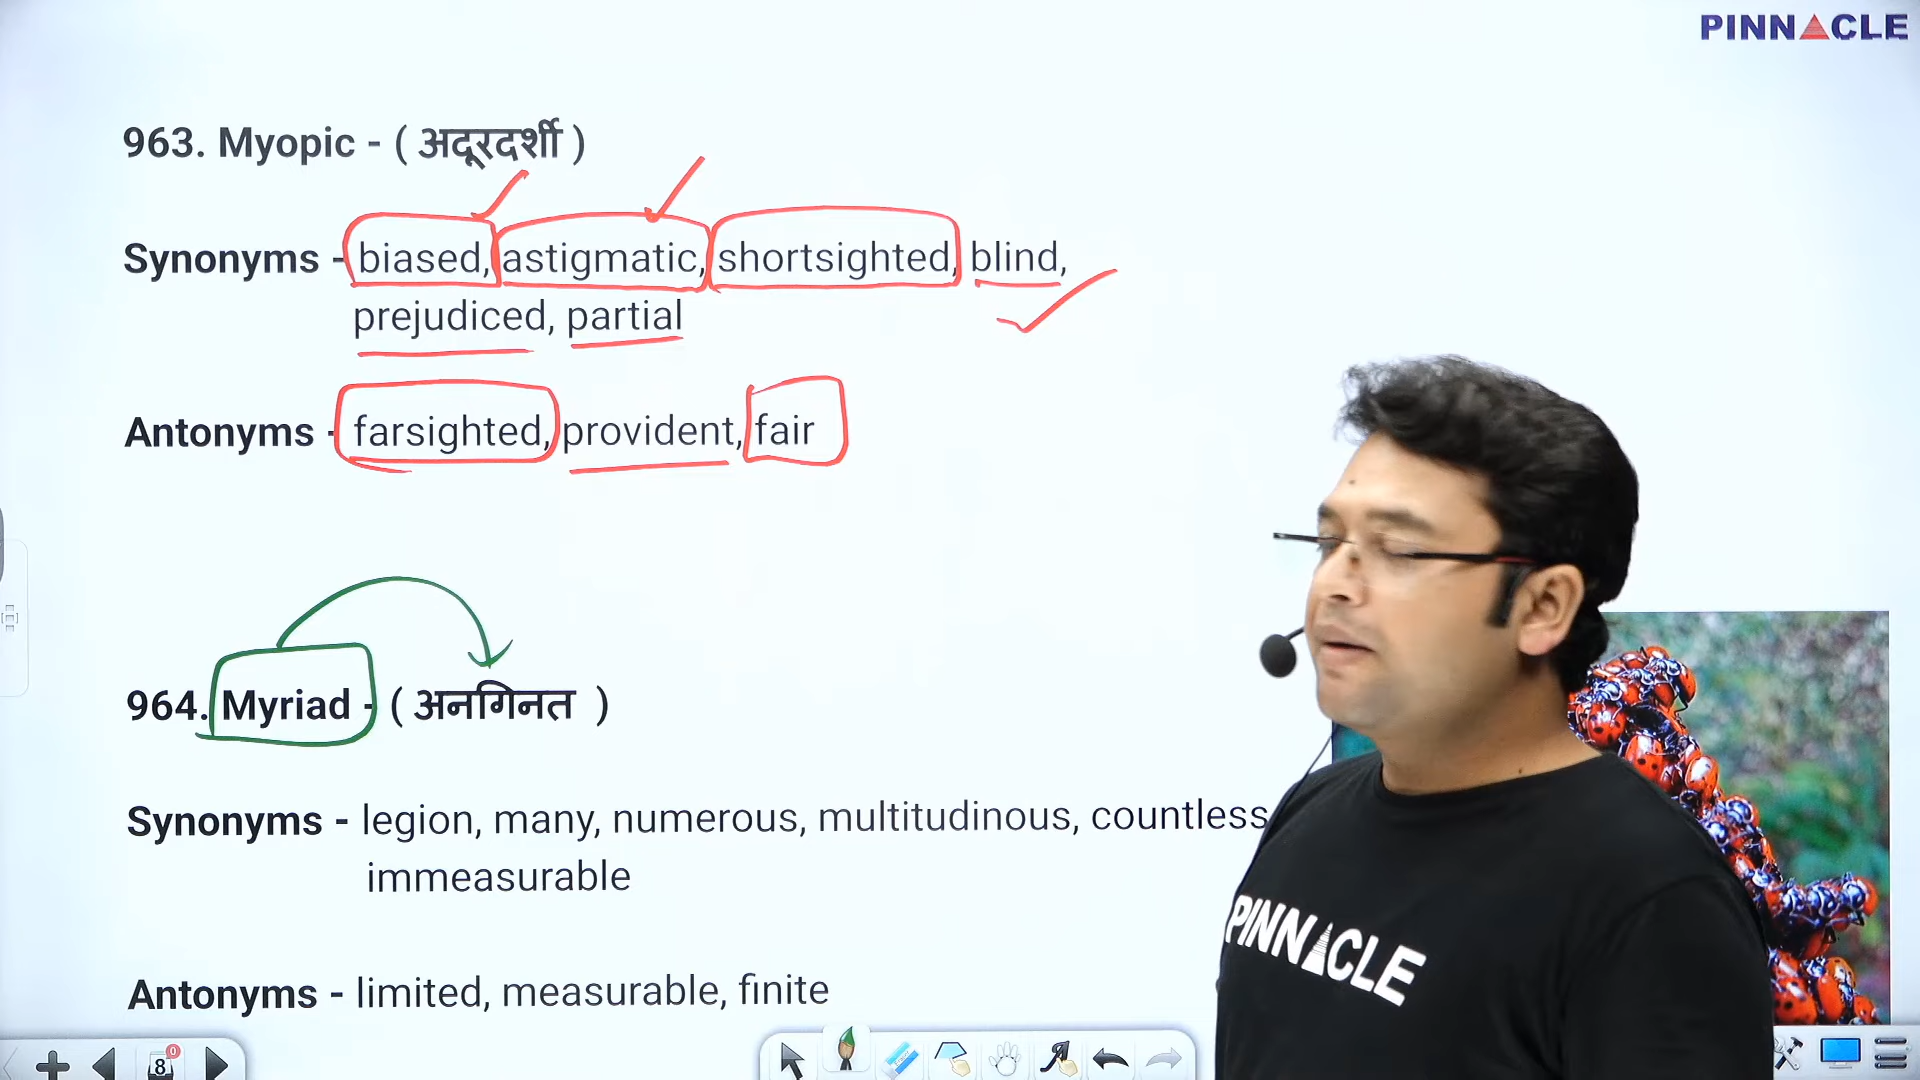 PINNACLE
963. Myopic - ( अदूरदर्शी )
Synonyms - biased, astigmatic, shortsighted, blind,
prejudiced, partial
Antonyms - farsighted, provident, fair
964. Myriad - ( अनगिनत )
Synonyms - legion, many, numerous, multitudinous, countless
immeasurable
Antonyms - limited, measurable, finite
PINNACLE
8
0